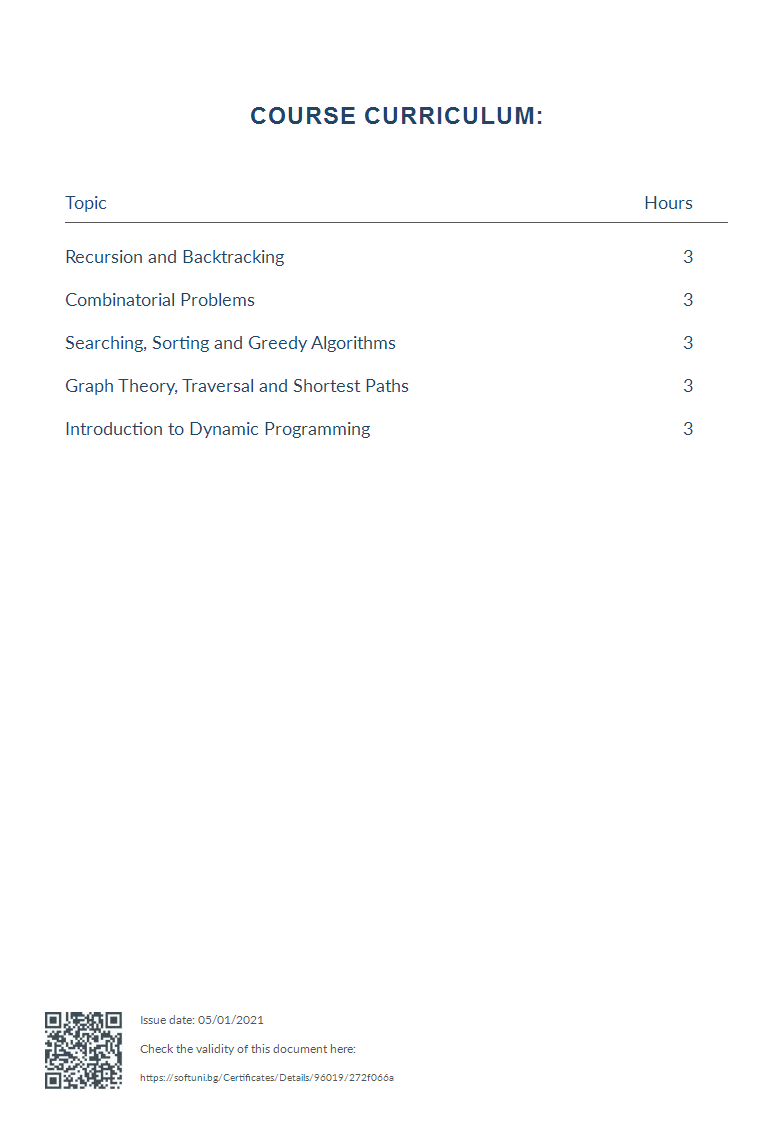 COURSE CURRICULUM:
Topic Hours
Recursion and Backtracking 3
Combinatorial Problems 3
Searching, Sorting and Greedy Algorithms 3
Graph Theory, Traversal and Shortest Paths 3
Introduction to Dynamic Programming 3
Issue date: 05/01/2021
Check the validity of this document here:
https://softuni.bg/Certificates/Details/96019/272f066a